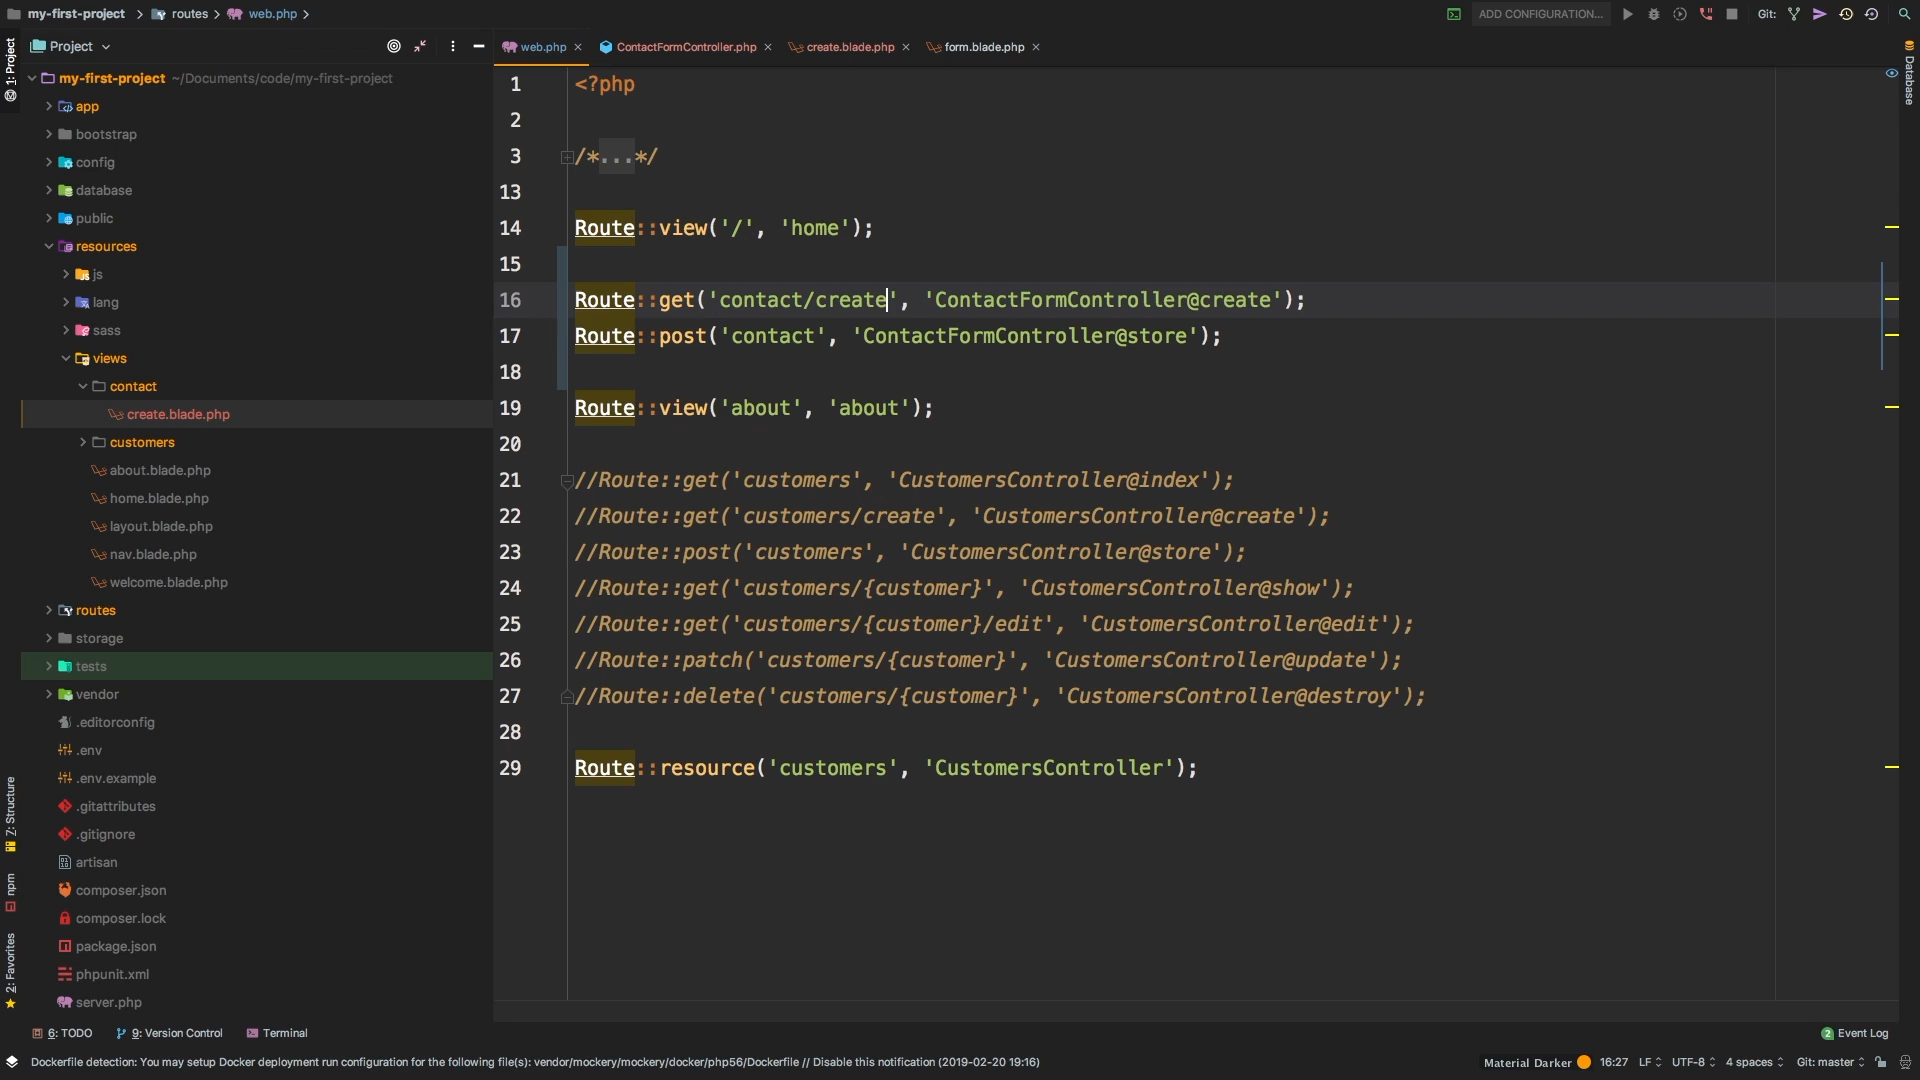 my-first-project routes web.php
ADD CONFIGURATION... Git:
1: Project
Project
web.php ContactFormController.php create.blade.php form.blade.php
Database
my-first-project ~/Documents/code/my-first-project
app
bootstrap
config
database
public
resources
js
lang
sass
views
contact
create.blade.php
customers
about.blade.php
home.blade.php
layout.blade.php
nav.blade.php
welcome.blade.php
routes
storage
tests
vendor
.editorconfig
.env
.env.example
.gitattributes
.gitignore
artisan
composer.json
composer.lock
package.json
phpunit.xml
server.php
7: Structure
npm
2: Favorites
1 <?php
2
3 /*...*/
13
14 Route::view('/', 'home');
15
16 Route::get('contact/create', 'ContactFormController@create');
17 Route::post('contact', 'ContactFormController@store');
18
19 Route::view('about', 'about');
20
21 //Route::get('customers', 'CustomersController@index');
22 //Route::get('customers/create', 'CustomersController@create');
23 //Route::post('customers', 'CustomersController@store');
24 //Route::get('customers/{customer}', 'CustomersController@show');
25 //Route::get('customers/{customer}/edit', 'CustomersController@edit');
26 //Route::patch('customers/{customer}', 'CustomersController@update');
27 //Route::delete('customers/{customer}', 'CustomersController@destroy');
28
29 Route::resource('customers', 'CustomersController');
6: TODO 9: Version Control Terminal
2 Event Log
Dockerfile detection: You may setup Docker deployment run configuration for the following file(s): vendor/mockery/mockery/docker/php56/Dockerfile // Disable this notification (2019-02-20 19:16)
Material Darker 16:27 LF UTF-8 4 spaces Git: master